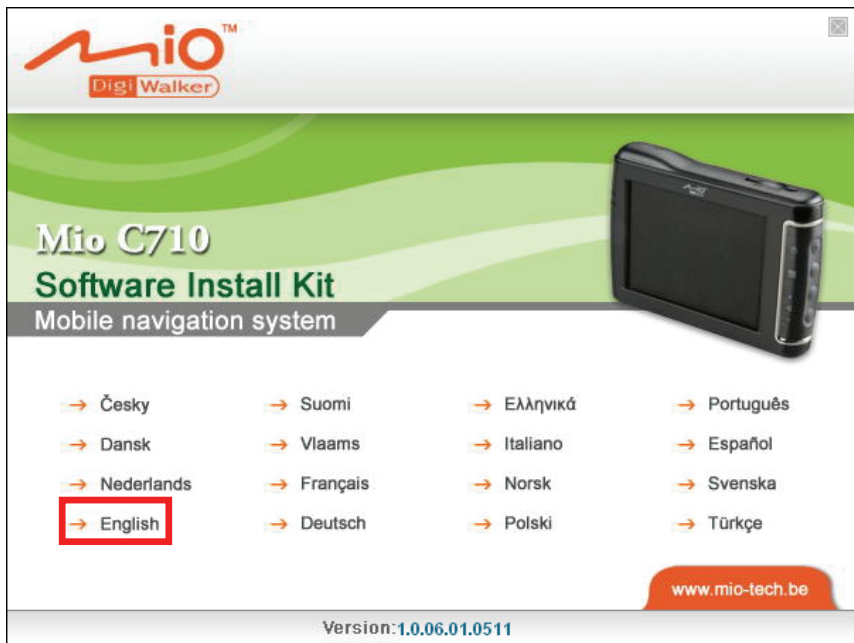 Mio™
Digi Walker
Mio C710
Software Install Kit
Mobile navigation system
Česky
Suomi
Ελληνικά
Português
Dansk
Vlaams
Italiano
Español
Nederlands
Français
Norsk
Svenska
English
Deutsch
Polski
Türkçe
www.mio-tech.be
Version:1.0.06.01.0511